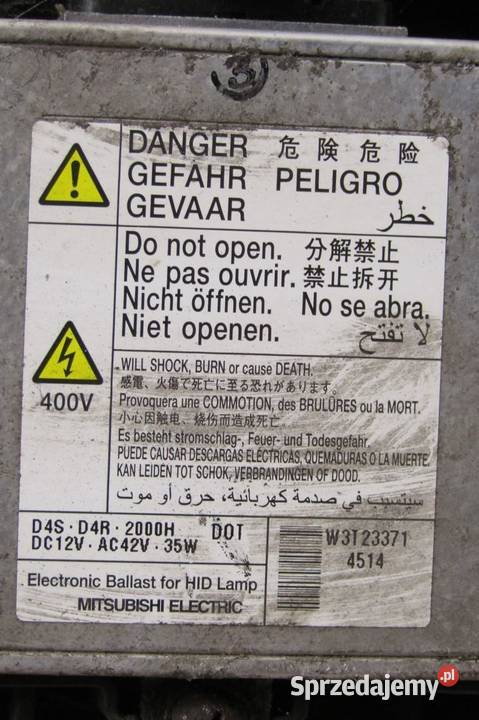 3
DANGER 危険 危险
GEFAHR PELIGRO
GEVAAR خطر
Do not open. 分解禁止
Ne pas ouvrir. 禁止拆开
Nicht öffnen. No se abra.
Niet openen. لا تفتح
400V
WILL SHOCK, BURN or cause DEATH.
感電、火傷で死亡に至る恐れがあります。
Provoquera une COMMOTION, des BRULÛRES ou la MORT.
小心因触电、烧伤而造成死亡。
Es besteht stromschlag-, Feuer- und Todesgefahr.
PUEDE CAUSAR DESCARGAS ELÉCTRICAS, QUEMADURAS O LA MUERTE.
KAN LEIDEN TOT SCHOK, VERBRANDINGEN OF DOOD.
سيتسبب في صدمة كهربائية، حرق أو موت
D4S · D4R · 2000H DOT
DC12V · AC42V · 35W
W3T23371
4514
Electronic Ballast for HID Lamp
MITSUBISHI ELECTRIC
Sprzedajemy.pl